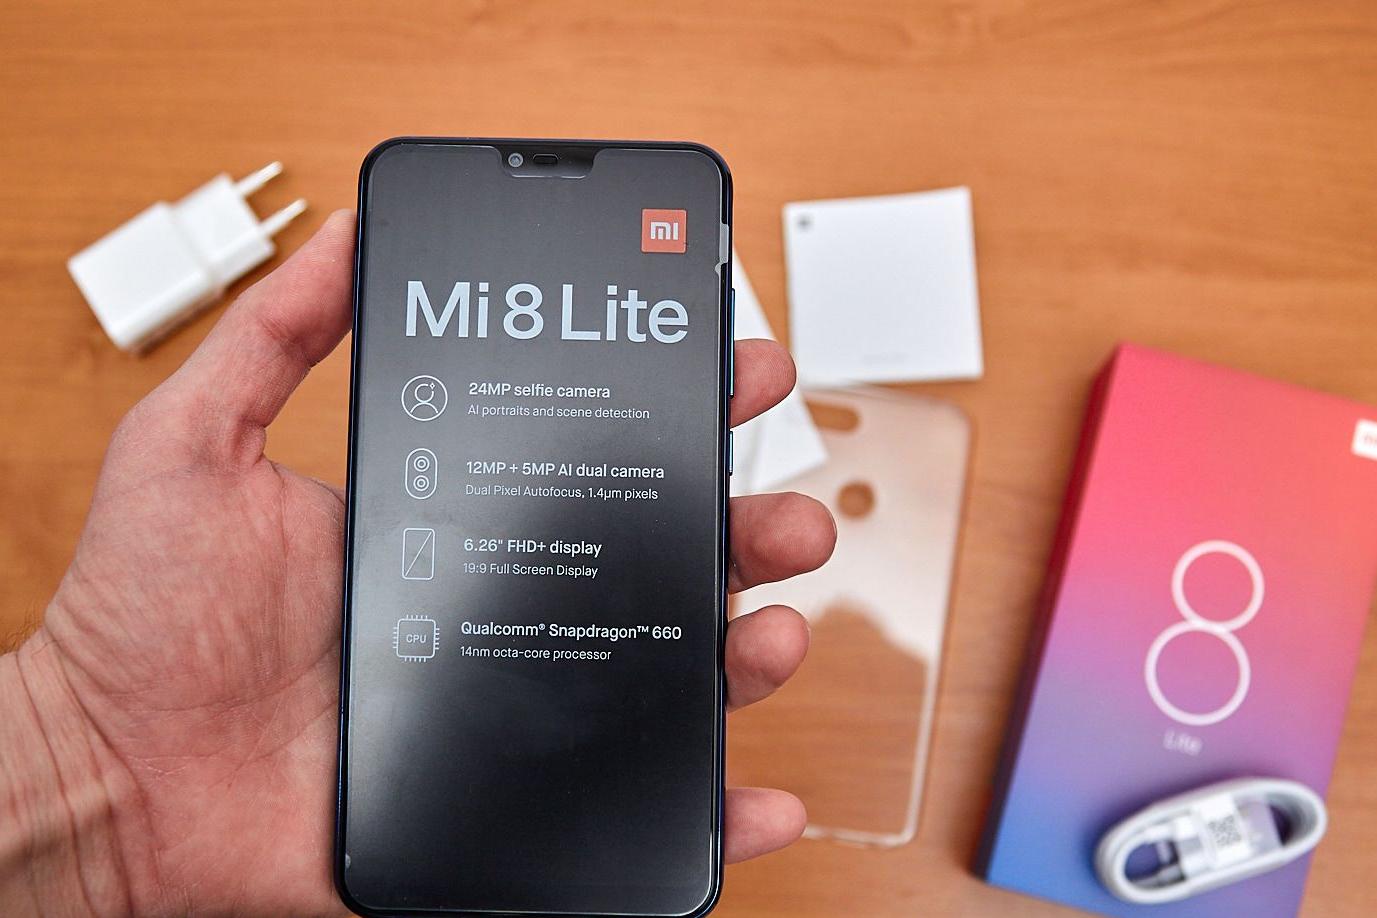 mi
Mi 8 Lite
24MP selfie camera
AI portraits and scene detection
12MP + 5MP AI dual camera
Dual Pixel Autofocus, 1.4µm pixels
6.26" FHD+ display
19:9 Full Screen Display
CPU
Qualcomm® Snapdragon™ 660
14nm octa-core processor
8
Lite